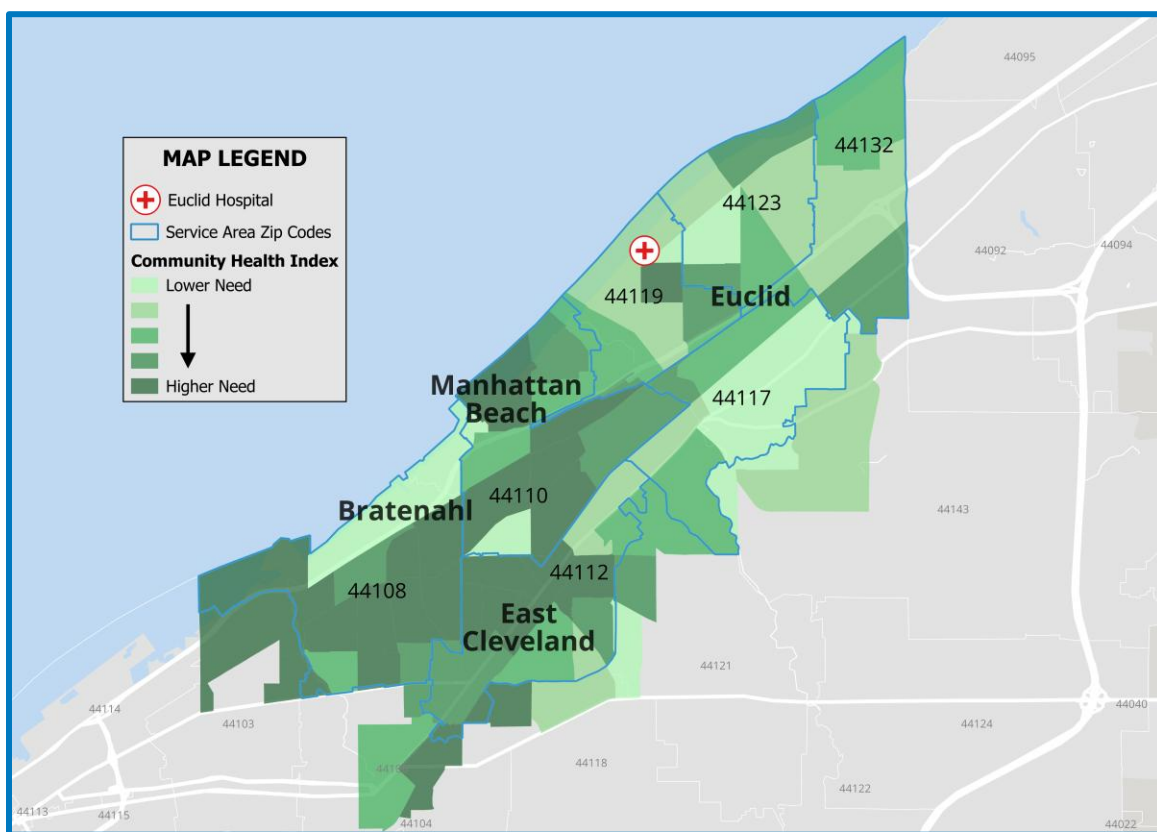 44095
MAP LEGEND
Euclid Hospital
Service Area Zip Codes
Community Health Index
Lower Need
Higher Need
44132
44123
44092
44094
44119
Euclid
Manhattan
Beach
44117
44110
Bratenahl
44143
44112
44108
East
Cleveland
44121
44114
44103
44040
44124
44118
44122
44113
44115
44104
44022